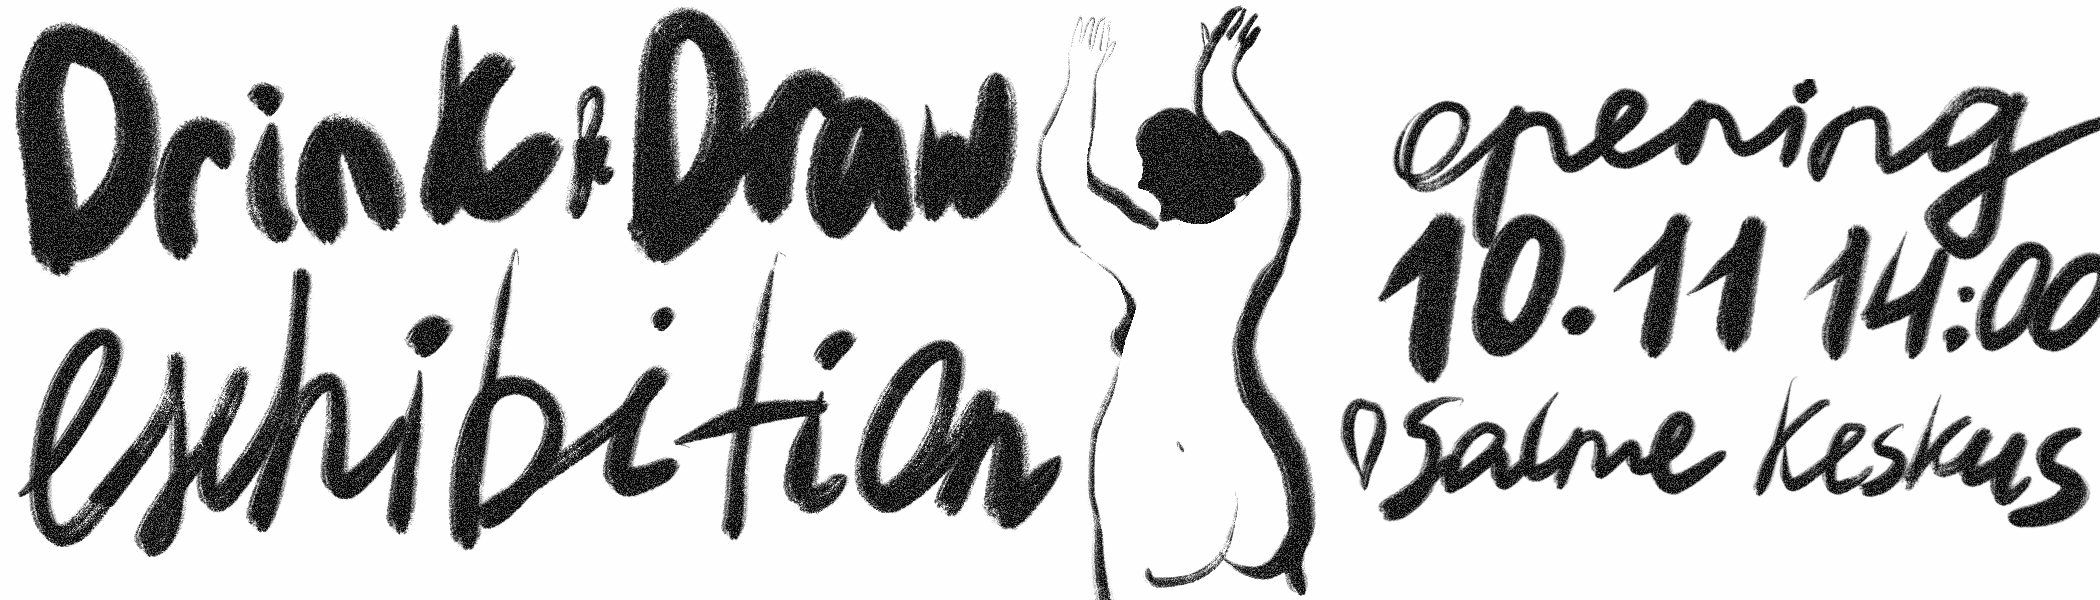 Drink & Draw
exhibition
opening
10.11 14:00
Salme Keskus